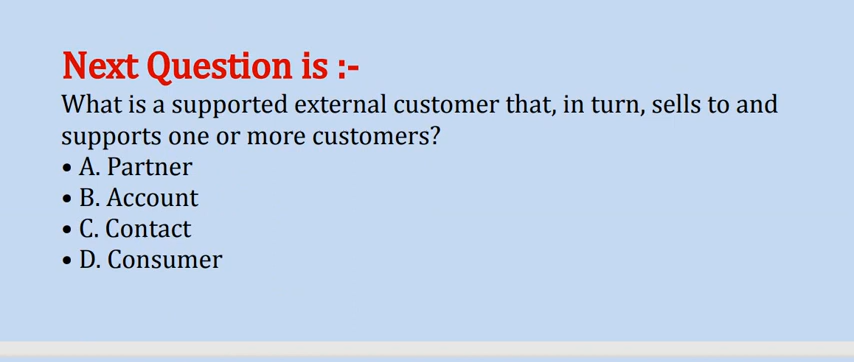 Next Question is :-
What is a supported external customer that, in turn, sells to and
supports one or more customers?
• A. Partner
• B. Account
• C. Contact
• D. Consumer